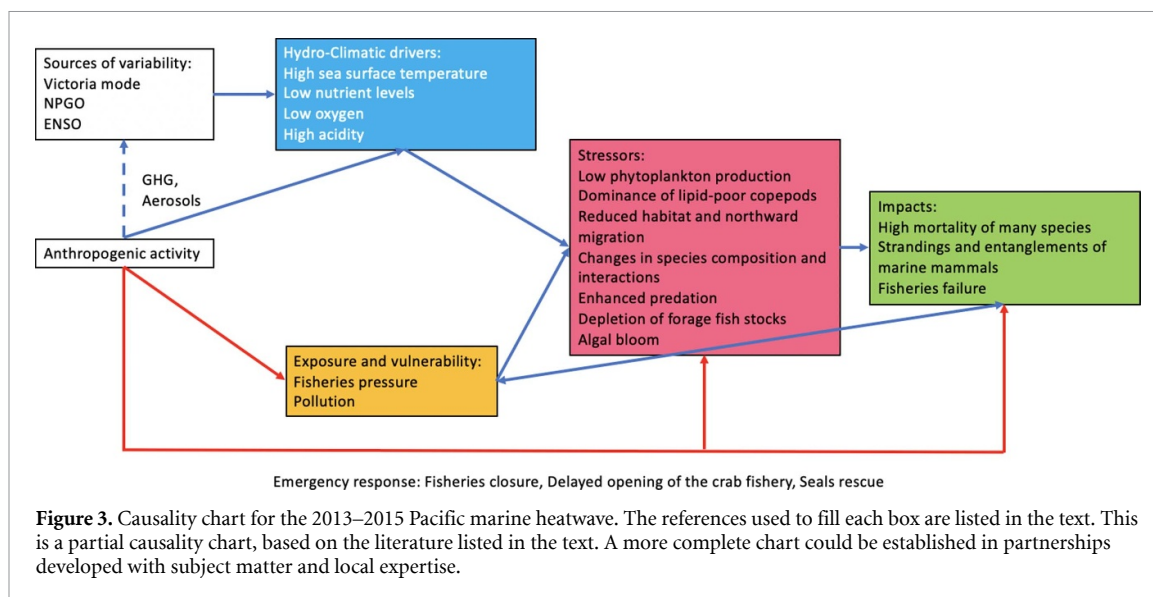 Sources of variability:
Victoria mode
NPGO
ENSO
Hydro-Climatic drivers:
High sea surface temperature
Low nutrient levels
Low oxygen
High acidity
GHG,
Aerosols
Anthropogenic activity
Stressors:
Low phytoplankton production
Dominance of lipid-poor copepods
Reduced habitat and northward
migration
Changes in species composition and
interactions
Enhanced predation
Depletion of forage fish stocks
Algal bloom
Impacts:
High mortality of many species
Strandings and entanglements of
marine mammals
Fisheries failure
Exposure and vulnerability:
Fisheries pressure
Pollution
Emergency response: Fisheries closure, Delayed opening of the crab fishery, Seals rescue
Figure 3. Causality chart for the 2013–2015 Pacific marine heatwave. The references used to fill each box are listed in the text. This
is a partial causality chart, based on the literature listed in the text. A more complete chart could be established in partnerships
developed with subject matter and local expertise.